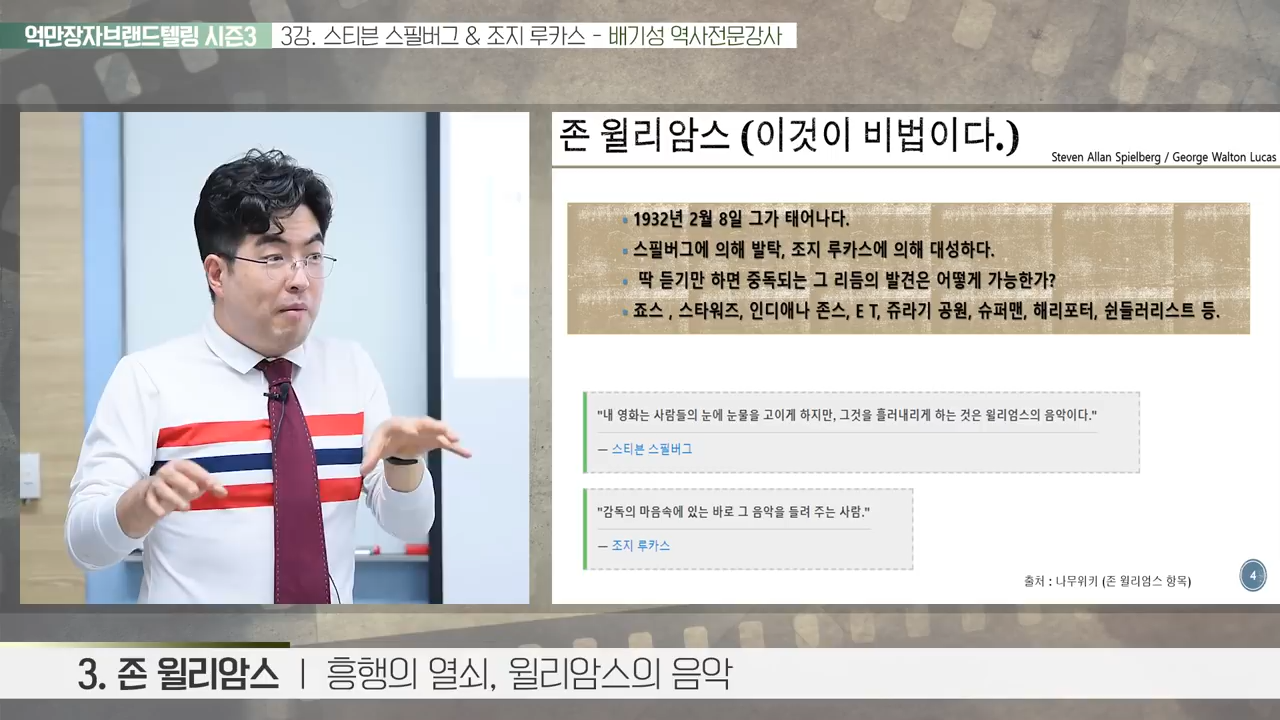 억만장자브랜드텔링 시즌3 3강. 스티븐 스필버그 & 조지 루카스 - 배기성 역사전문강사
존 윌리암스 (이것이 비법이다.)
Steven Allan Spielberg / George Walton Lucas
1932년 2월 8일 그가 태어나다.
스필버그에 의해 발탁, 조지 루카스에 의해 대성하다.
딱 듣기만 하면 중독되는 그 리듬의 발견은 어떻게 가능한가?
죠스 , 스타워즈, 인디애나 존스, E T, 쥬라기 공원, 슈퍼맨, 해리포터, 쉰들러리스트 등.
"내 영화는 사람들의 눈에 눈물을 고이게 하지만, 그것을 흘러내리게 하는 것은 윌리엄스의 음악이다."
— 스티븐 스필버그
"감독의 마음속에 있는 바로 그 음악을 들려 주는 사람."
— 조지 루카스
출처 : 나무위키 (존 윌리엄스 항목)
4
3. 존 윌리암스 | 흥행의 열쇠, 윌리암스의 음악